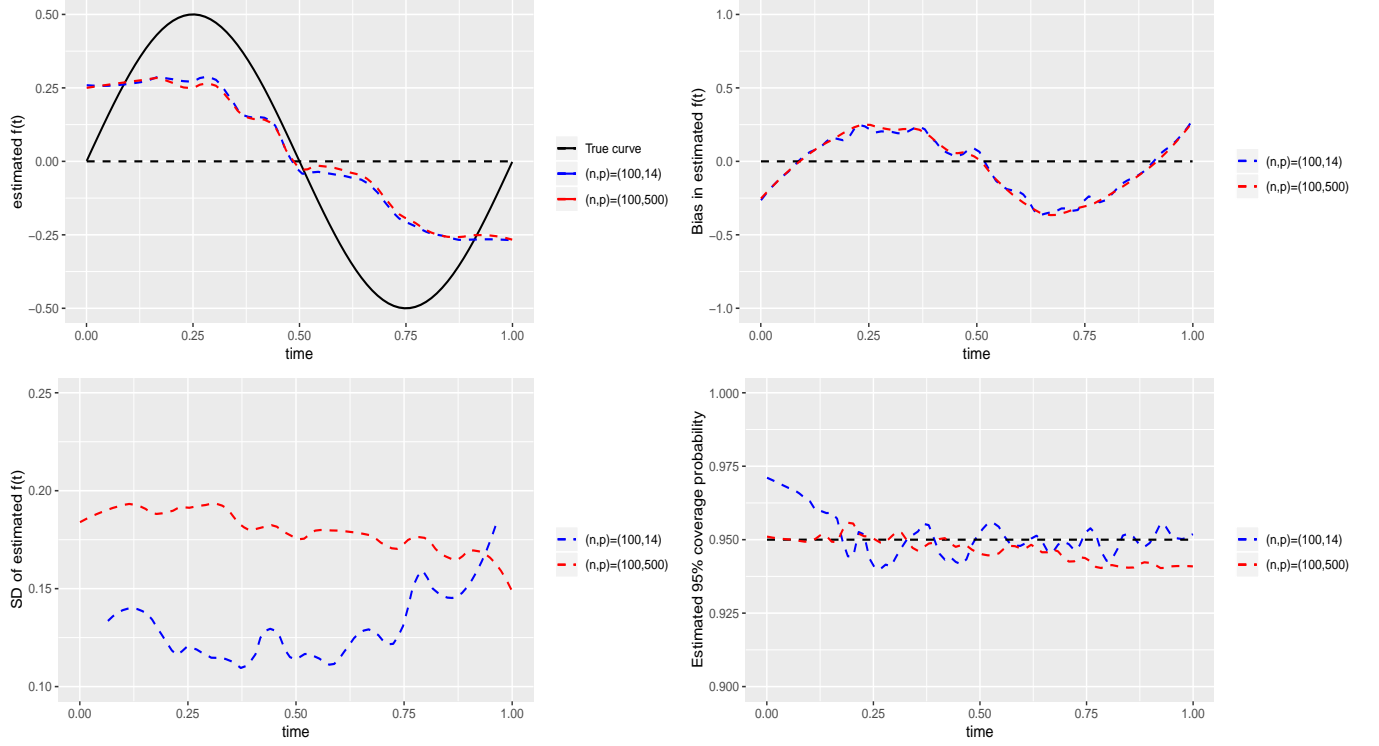 estimated f(t)
0.50
0.25
0.00
−0.25
−0.50
0.00
0.25
0.50
0.75
1.00
time
True curve
(n,p)=(100,14)
(n,p)=(100,500)
Bias in estimated f(t)
1.0
0.5
0.0
−0.5
−1.0
0.00
0.25
0.50
0.75
1.00
time
(n,p)=(100,14)
(n,p)=(100,500)
SD of estimated f(t)
0.25
0.20
0.15
0.10
0.00
0.25
0.50
0.75
1.00
time
(n,p)=(100,14)
(n,p)=(100,500)
Estimated 95% coverage probability
1.000
0.975
0.950
0.925
0.900
0.00
0.25
0.50
0.75
1.00
time
(n,p)=(100,14)
(n,p)=(100,500)